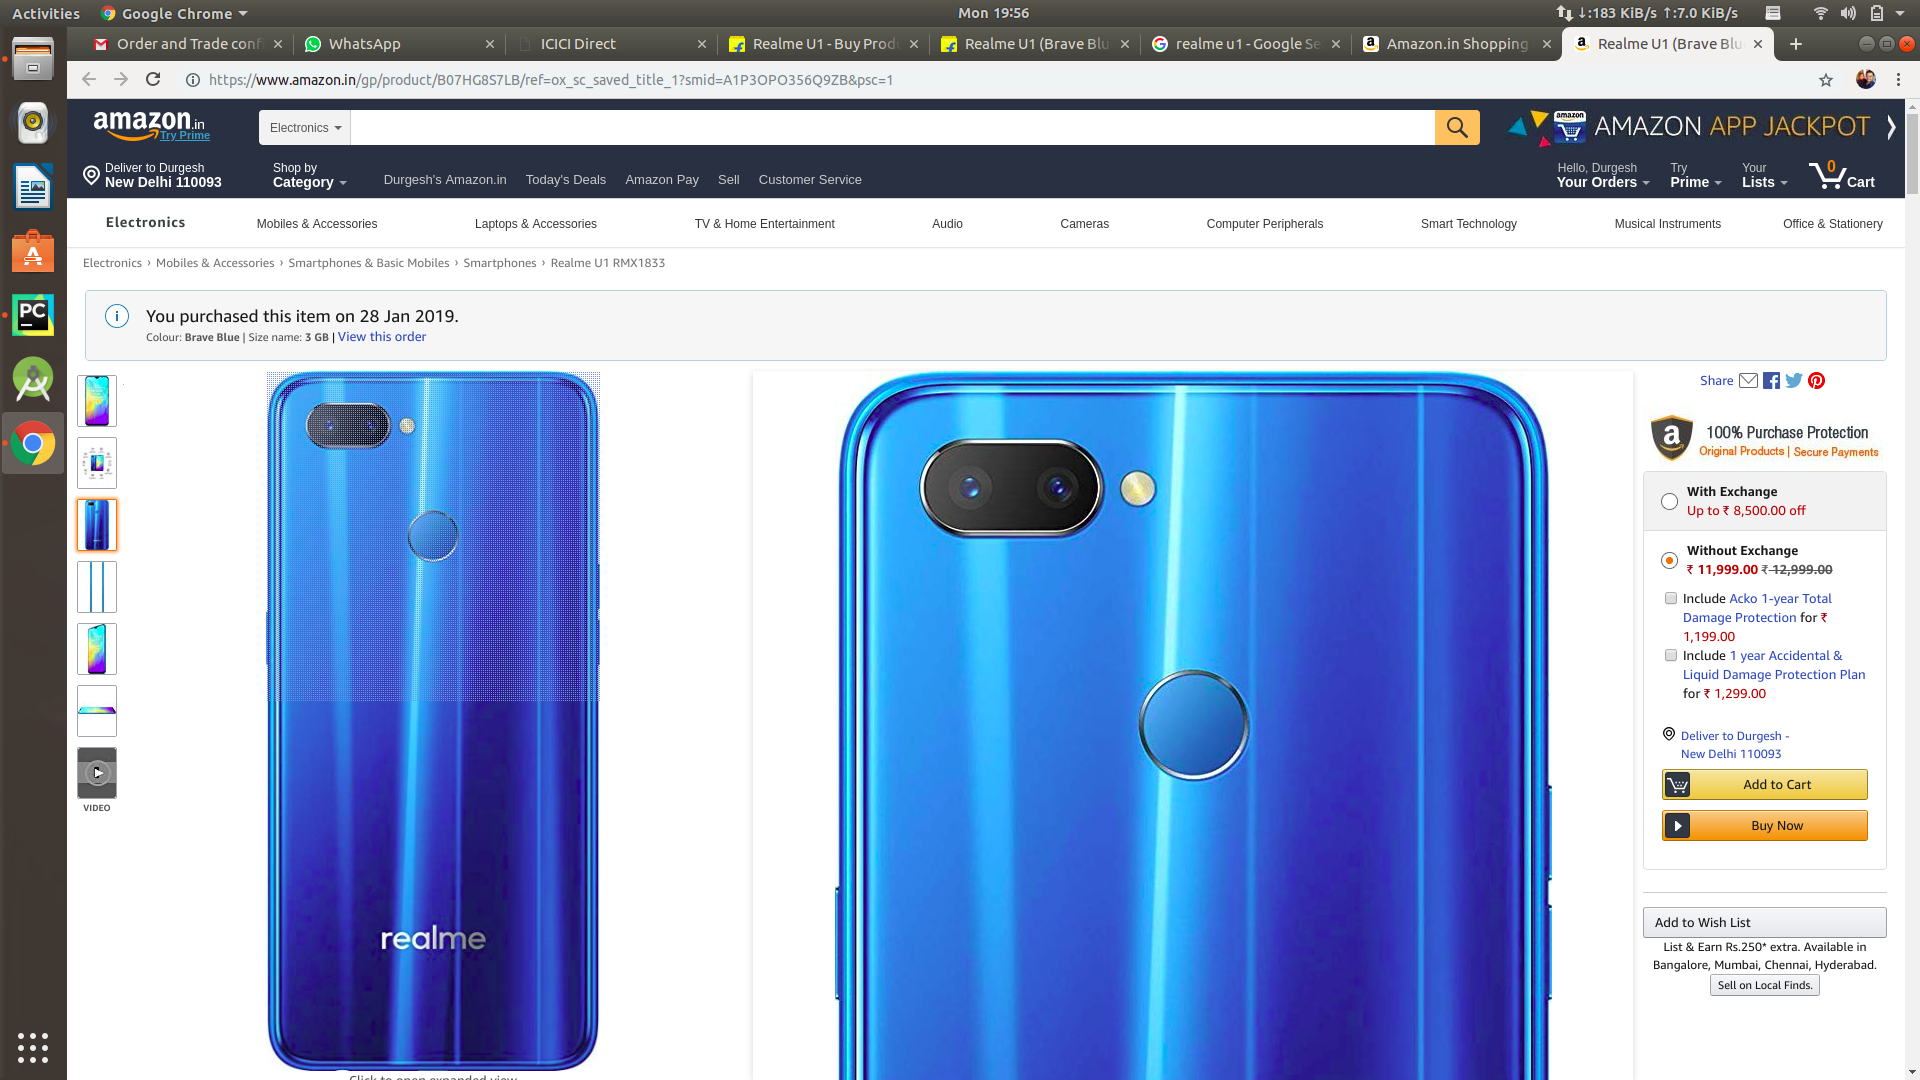 Activities
Google Chrome
Mon 19:56
↓:183 KiB/s ↑:7.0 KiB/s
Order and Trade conf
WhatsApp
ICICI Direct
Realme U1 - Buy Produ
Realme U1 (Brave Blu
realme u1 - Google Se
Amazon.in Shopping
Realme U1 (Brave Blu
https://www.amazon.in/gp/product/B07HG8S7LB/ref=ox_sc_saved_title_1?smid=A1P3OPO356Q9ZB&psc=1
amazon.in
Try Prime
Electronics
amazon
AMAZON APP JACKPOT
Deliver to Durgesh
New Delhi 110093
Shop by
Category
Durgesh's Amazon.in
Today's Deals
Amazon Pay
Sell
Customer Service
Hello, Durgesh
Your Orders
Try
Prime
Your
Lists
0
Cart
Electronics
Mobiles & Accessories
Laptops & Accessories
TV & Home Entertainment
Audio
Cameras
Computer Peripherals
Smart Technology
Musical Instruments
Office & Stationery
Electronics › Mobiles & Accessories › Smartphones & Basic Mobiles › Smartphones › Realme U1 RMX1833
You purchased this item on 28 Jan 2019.
Colour: Brave Blue | Size name: 3 GB | View this order
PC
VIDEO
realme
Click to open expanded view
Share
100% Purchase Protection
Original Products | Secure Payments
With Exchange
Up to ₹ 8,500.00 off
Without Exchange
₹ 11,999.00 ₹ 12,999.00
Include Acko 1-year Total
Damage Protection for ₹
1,199.00
Include 1 year Accidental &
Liquid Damage Protection Plan
for ₹ 1,299.00
Deliver to Durgesh -
New Delhi 110093
Add to Cart
Buy Now
Add to Wish List
List & Earn Rs.250* extra. Available in
Bangalore, Mumbai, Chennai, Hyderabad.
Sell on Local Finds.